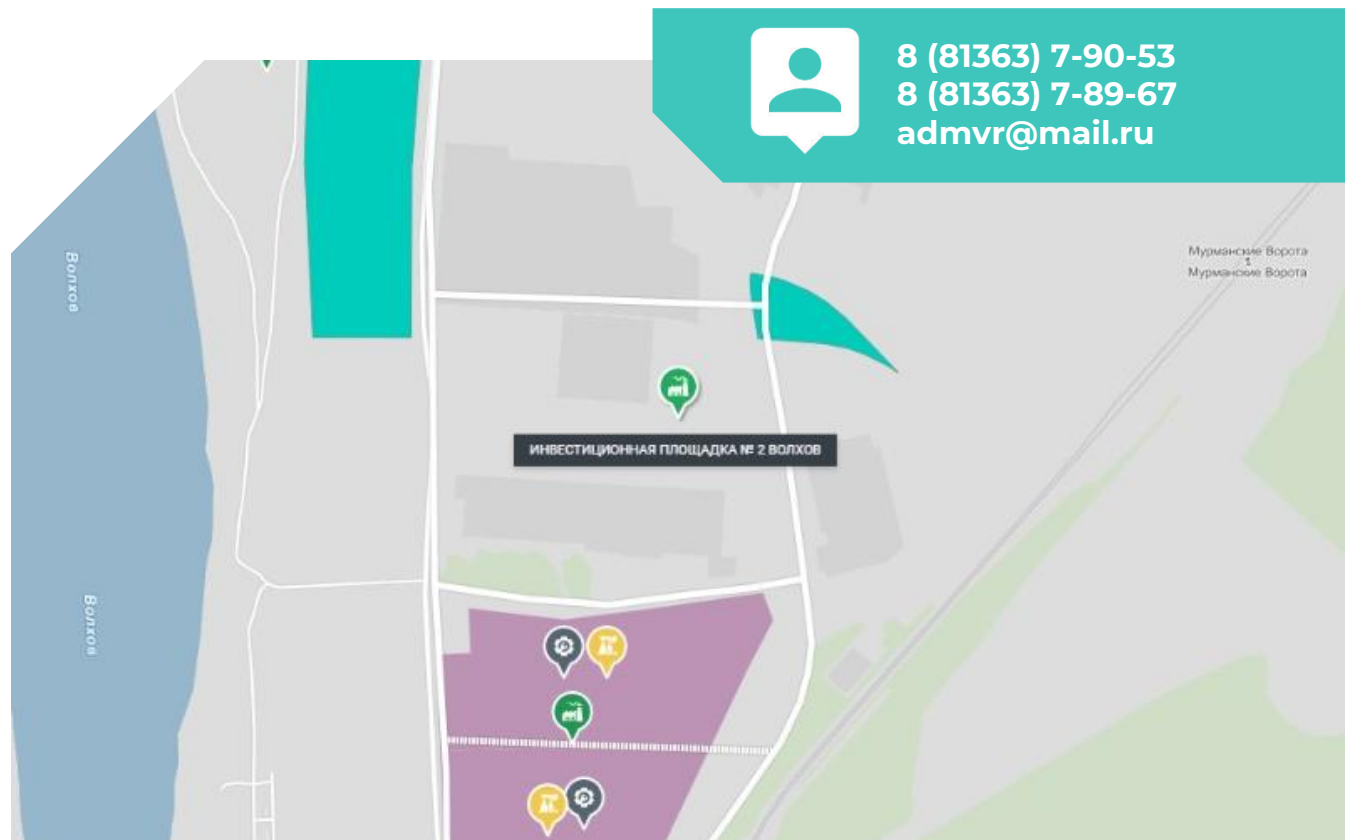 8 (81363) 7-90-53
8 (81363) 7-89-67
admvr@mail.ru
Мурманские Ворота
1
Мурманские Ворота
Волхов
ИНВЕСТИЦИОННАЯ ПЛОЩАДКА № 2 ВОЛХОВ
Волхов